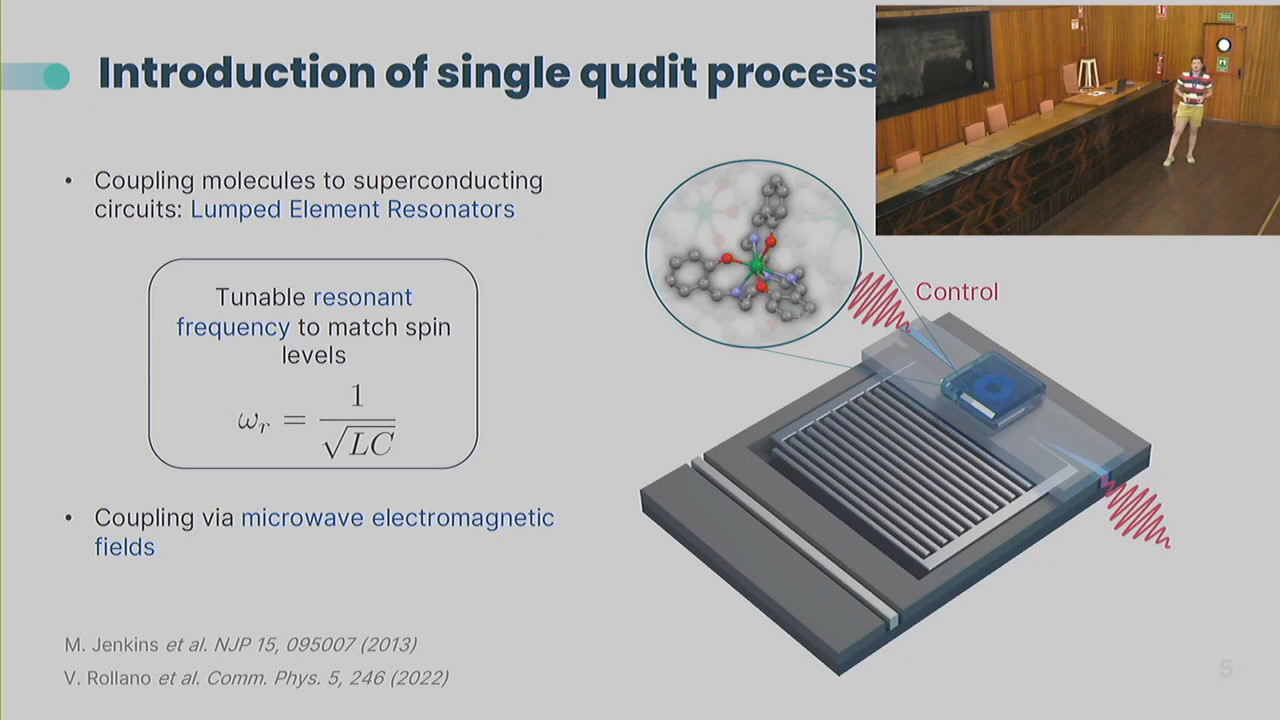 Introduction of single qudit process
• Coupling molecules to superconducting
circuits: Lumped Element Resonators
Tunable resonant
frequency to match spin
levels
ω_r = 1 / √LC
• Coupling via microwave electromagnetic
fields
Control
M. Jenkins et al. NJP 15, 095007 (2013)
V. Rollano et al. Comm. Phys. 5, 246 (2022)
5